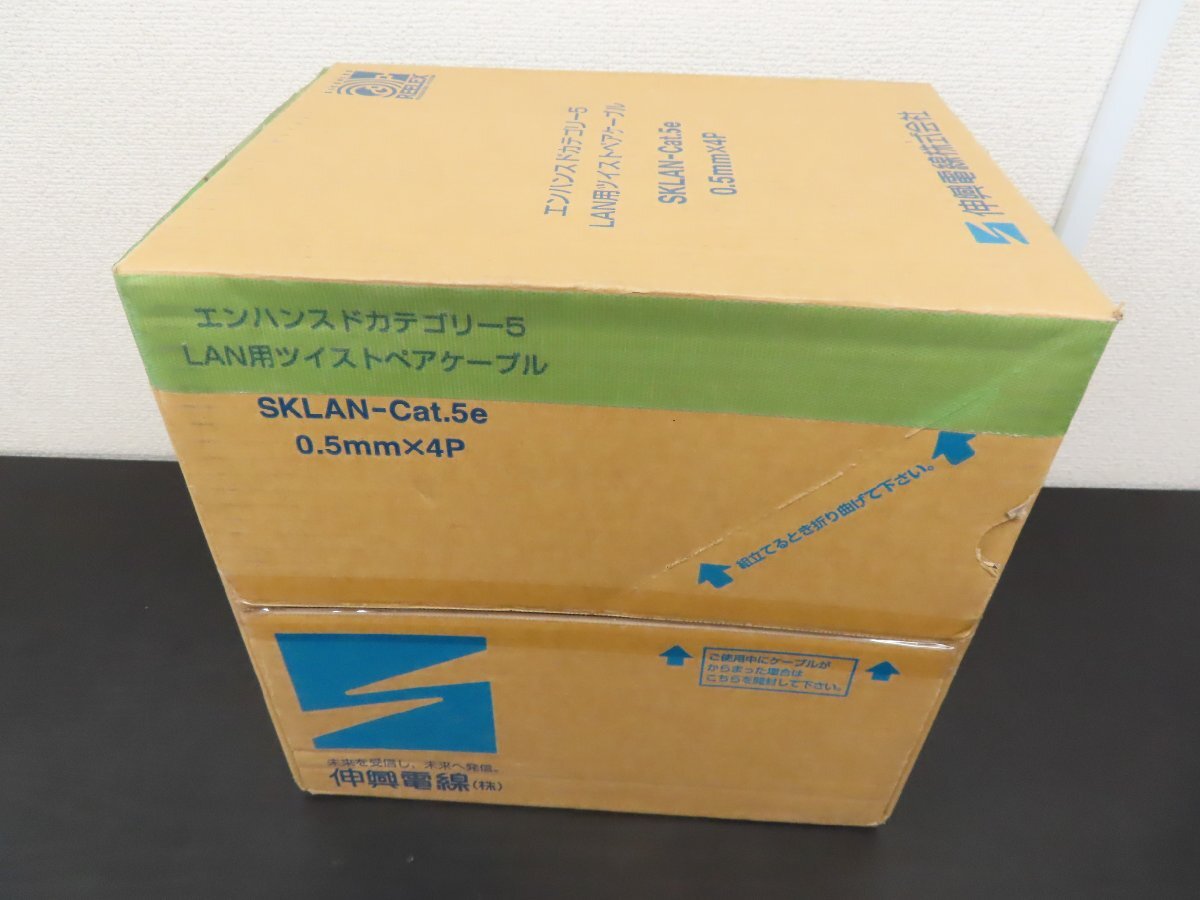 REELEX
エンハンスドカテゴリー5
LAN用ツイストペアケーブル
SKLAN-Cat.5e
0.5mm×4P
伸興電線株式会社
エンハンスドカテゴリー5
LAN用ツイストペアケーブル
SKLAN-Cat.5e
0.5mm×4P
組立てるとき折り曲げて下さい。
ご使用中にケーブルが
からまった場合は
こちらを開封して下さい。
未来を受信し、未来へ発信。
伸興電線(株)